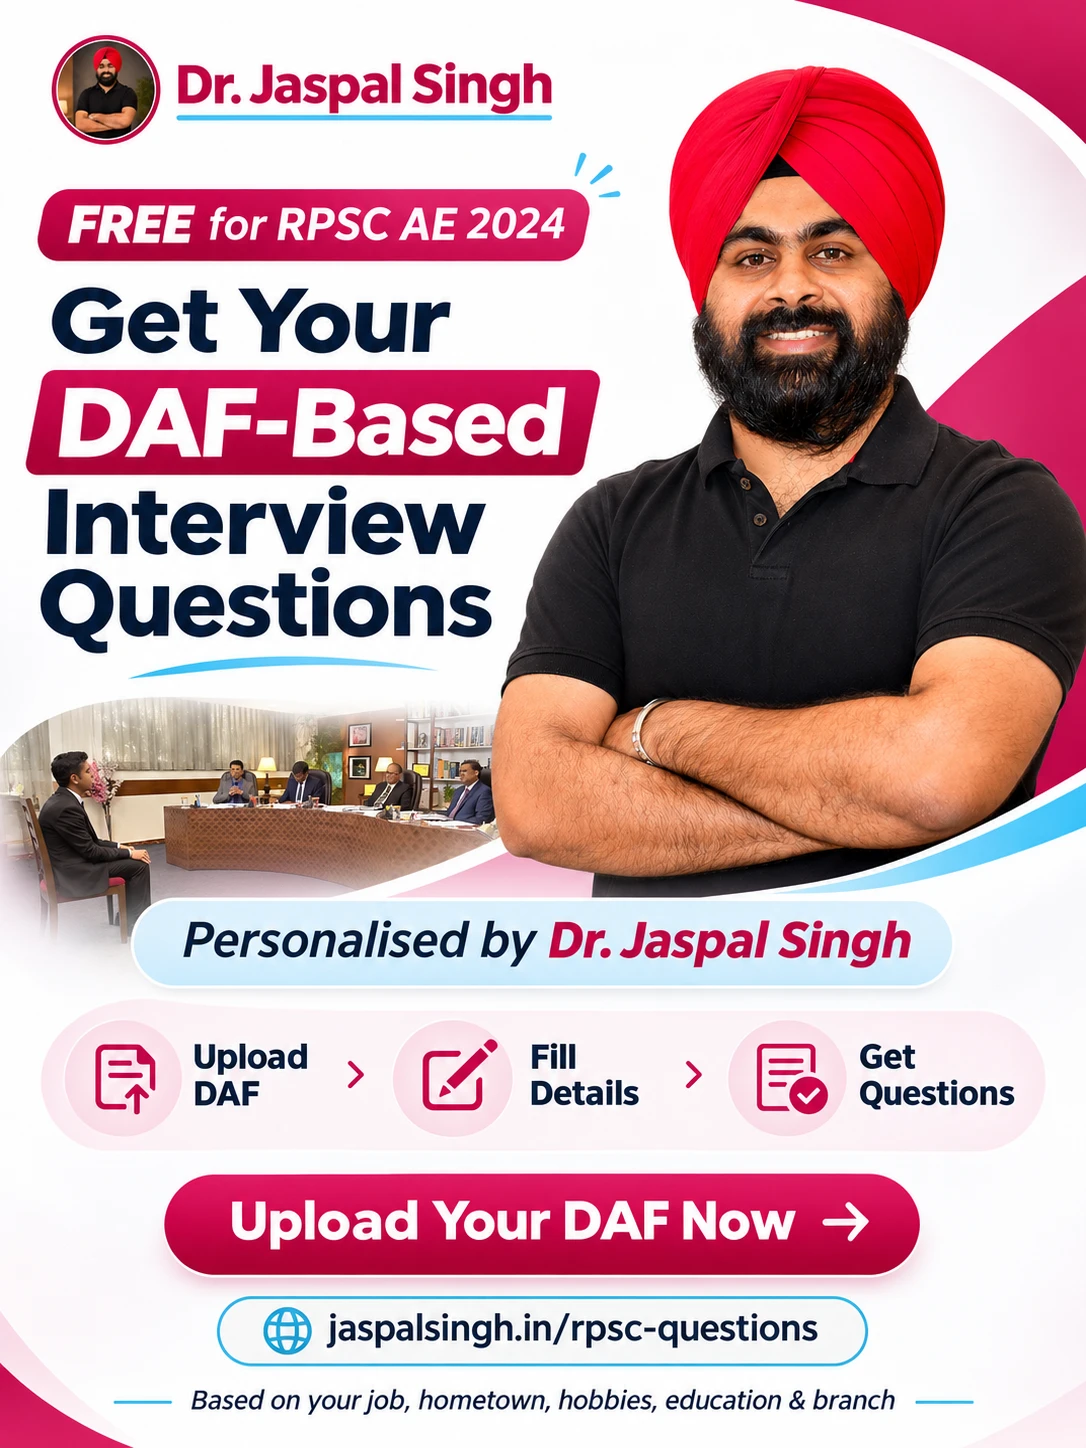 Dr. Jaspal Singh
FREE for RPSC AE 2024
Get Your
DAF-Based
Interview
Questions
Personalised by Dr. Jaspal Singh
Upload
DAF
Fill
Details
Get
Questions
Upload Your DAF Now
jaspalsingh.in/rpsc-questions
Based on your job, hometown, hobbies, education & branch